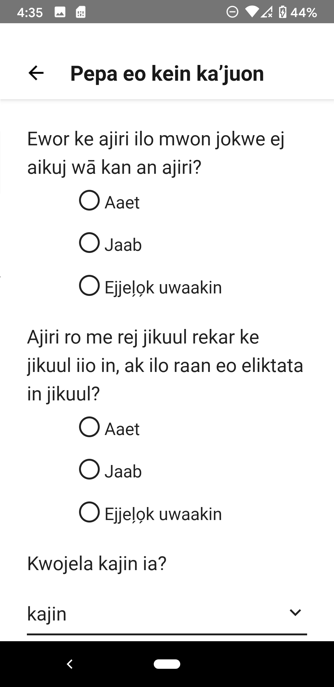 4:35
44%
Pepa eo kein ka'juon
Ewor ke ajiri ilo mwon jokwe ej
aikuj wā kan an ajiri?
Aaet
Jaab
Ejjeļọk uwaakin
Ajiri ro me rej jikuul rekar ke
jikuul iio in, ak ilo raan eo eliktata
in jikuul?
Aaet
Jaab
Ejjeļọk uwaakin
Kwojela kajin ia?
kajin